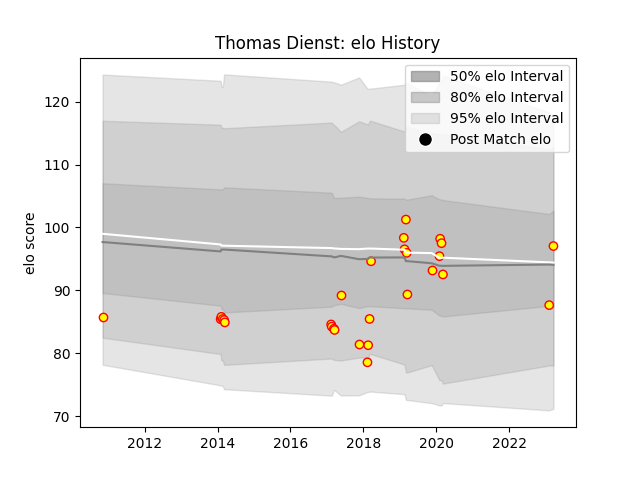 Thomas Dienst: elo History
50% elo Interval
80% elo Interval
95% elo Interval
Post Match elo
elo score
120
110
100
90
80
70
2012
2014
2016
2018
2020
2022